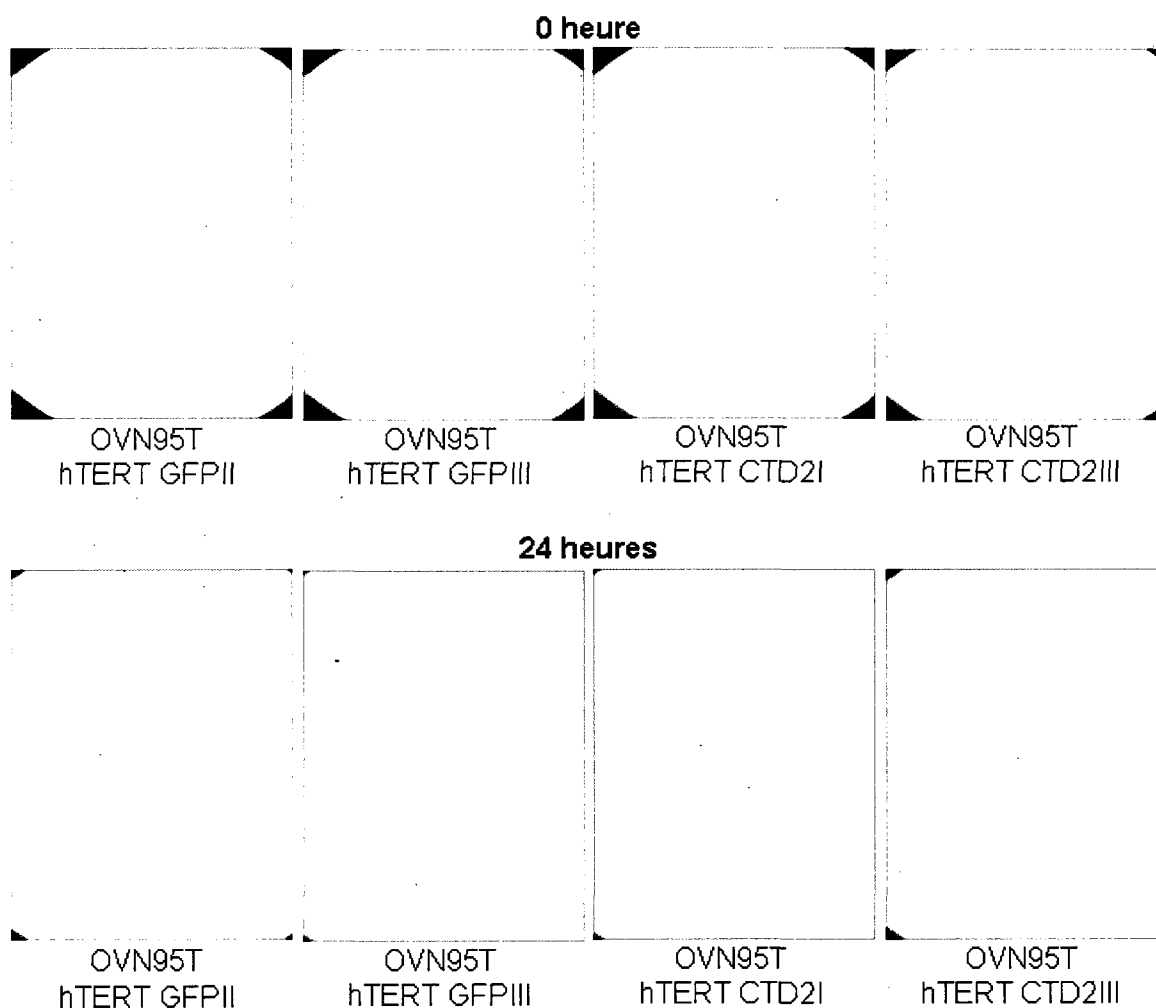 0 heure
OVN95T
hTERT GFPII
OVN95T
hTERT GFPIII
OVN95T
hTERT CTD2I
OVN95T
hTERT CTD2III
24 heures
OVN95T
hTERT GFPII
OVN95T
hTERT GFPIII
OVN95T
hTERT CTD2I
OVN95T
hTERT CTD2III